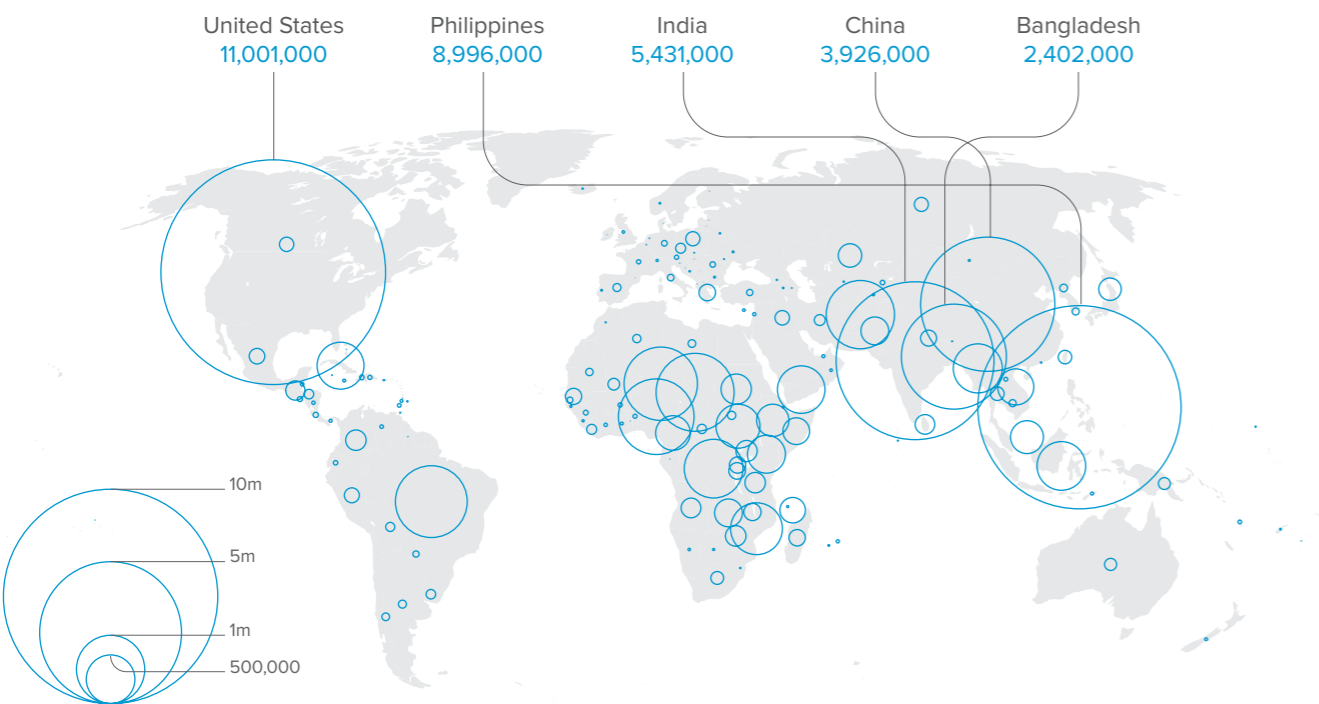 United States
11,001,000
Philippines
8,996,000
India
5,431,000
China
3,926,000
Bangladesh
2,402,000
10m
5m
1m
500,000